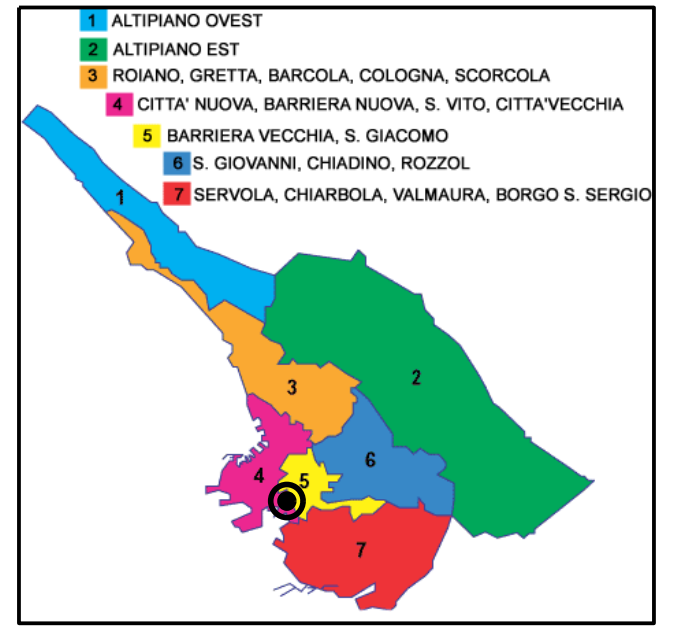 1 ALTIPIANO OVEST
2 ALTIPIANO EST
3 ROIANO, GRETTA, BARCOLA, COLOGNA, SCORCOLA
4 CITTA' NUOVA, BARRIERA NUOVA, S. VITO, CITTA'VECCHIA
5 BARRIERA VECCHIA, S. GIACOMO
6 S. GIOVANNI, CHIADINO, ROZZOL
7 SERVOLA, CHIARBOLA, VALMAURA, BORGO S. SERGIO
1
2
3
6
4
5
7